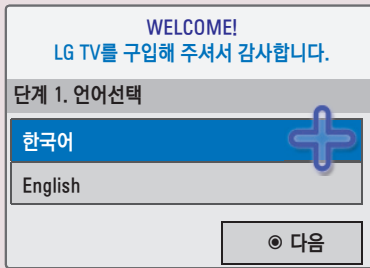 WELCOME!
LG TV를 구입해 주셔서 감사합니다.
단계 1. 언어선택
한국어
English
◉ 다음